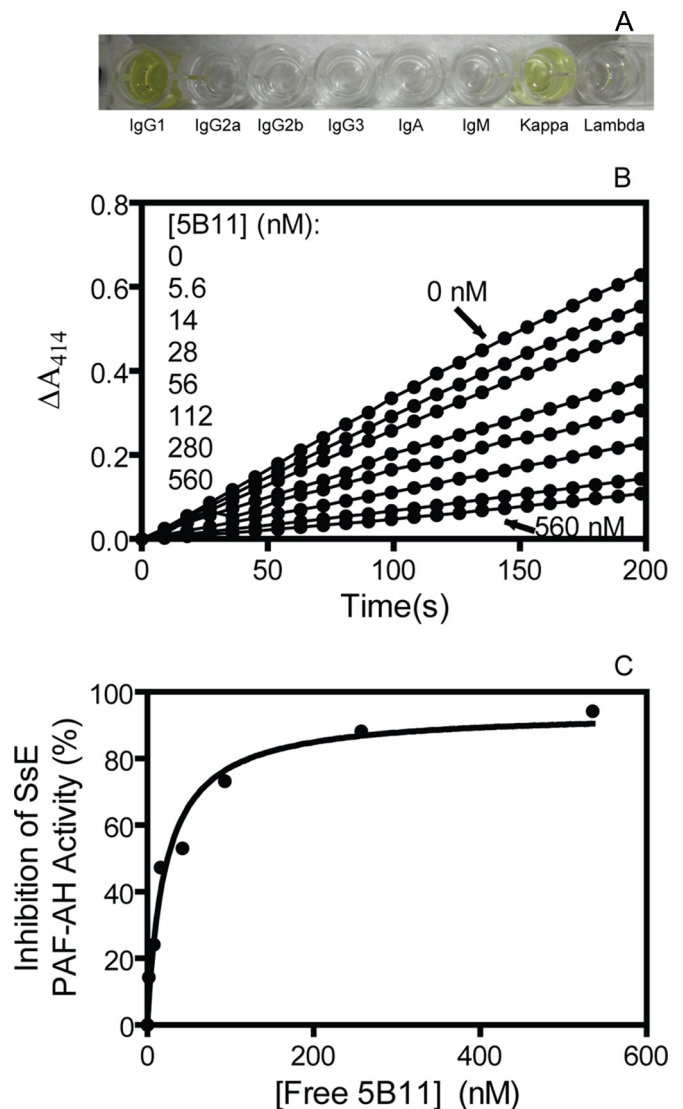 A
IgG1 IgG2a IgG2b IgG3 IgA IgM Kappa Lambda
B
ΔA414
0.8
0.6
0.4
0.2
0.0
[5B11] (nM):
0
5.6
14
28
56
112
280
560
0 nM
560 nM
0 50 100 150 200
Time(s)
C
Inhibition of SsE
PAF-AH Activity (%)
100
80
60
40
20
0
0 200 400 600
[Free 5B11] (nM)